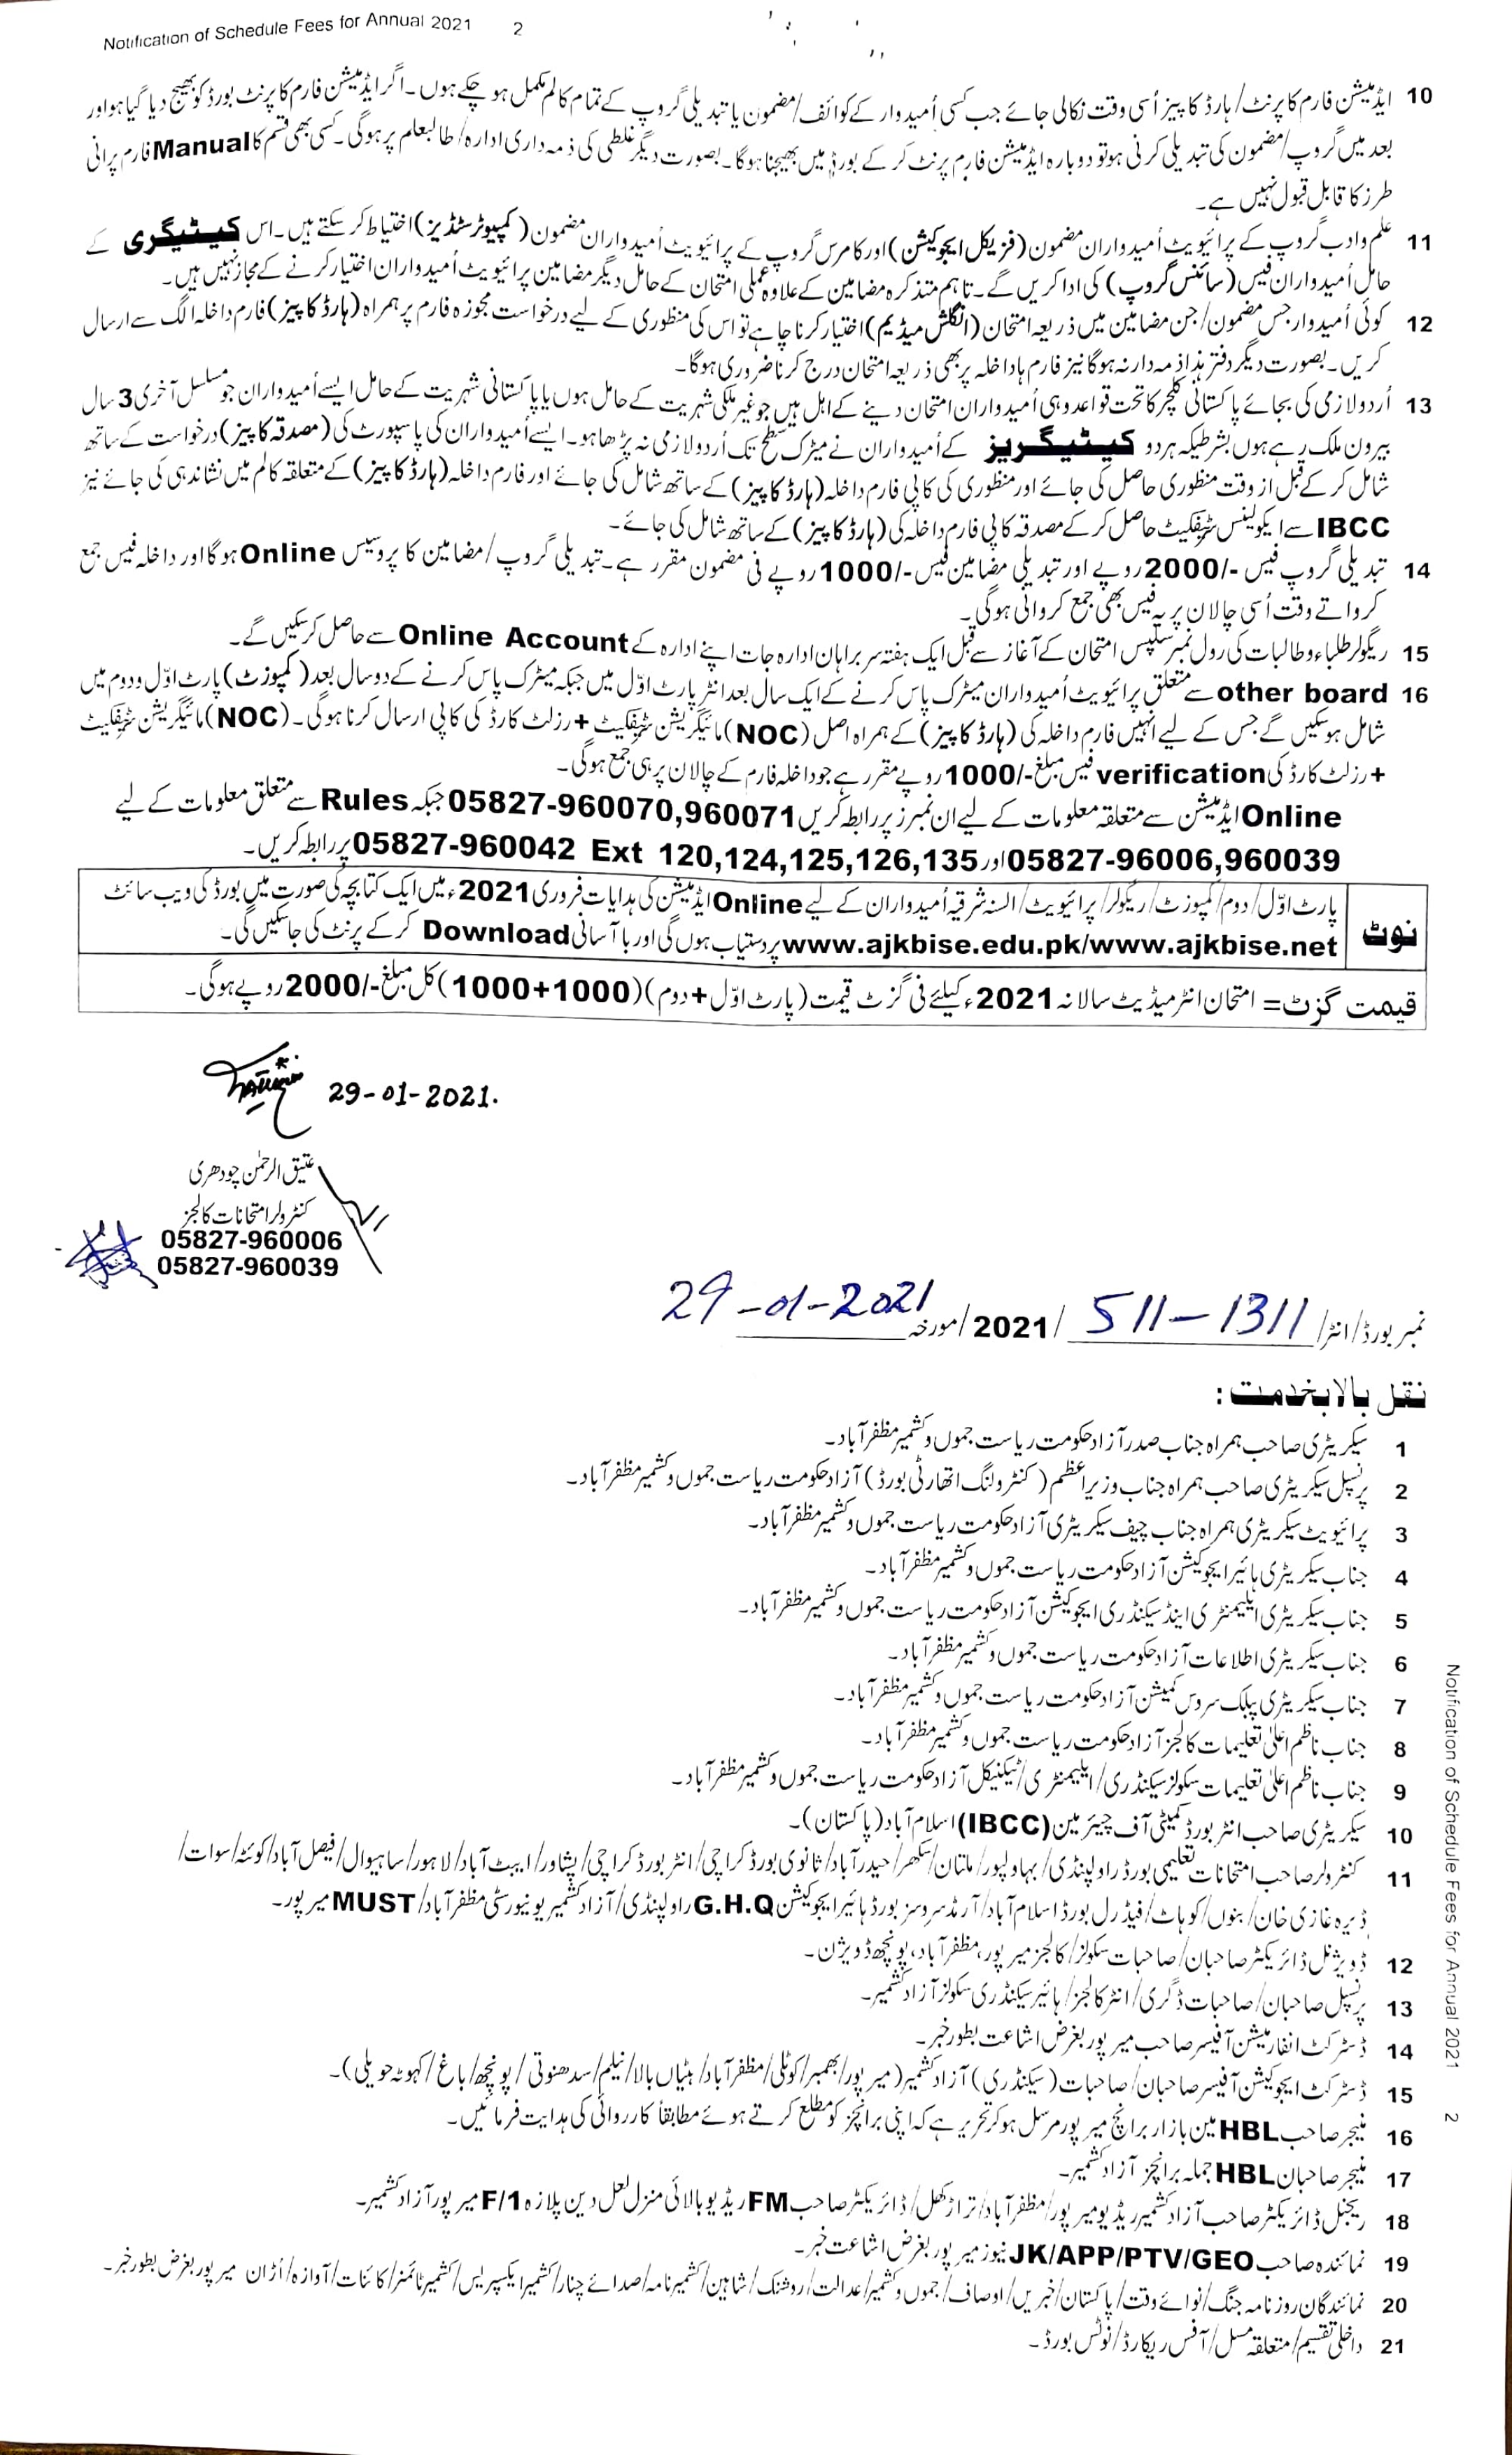 Notification of Schedule Fees for Annual 2021 2
10 ایڈمیشن فارم کا پرنٹ/ہارڈ کاپیز اُسی وقت نکالی جائے جب کسی اُمیدوار کے کوائف/مضمون یا تبدیلی گروپ کے تمام کالم مکمل ہو چکے ہوں۔ اگر ایڈمیشن فارم کا پرنٹ بورڈ کو بھیج دیا گیا ہو اور
بعد میں گروپ/مضمون کی تبدیلی کرنی ہو تو دوبارہ ایڈمیشن فارم پرنٹ کر کے بورڈ میں بھیجنا ہوگا۔ بصورت دیگر غلطی کی ذمہ داری ادارہ/طالبعلم پر ہوگی۔ کسی بھی قسم کا Manual فارم پرانی
طرز کا قابل قبول نہیں ہے۔
11 علم و ادب گروپ کے پرائیویٹ اُمیدواران مضمون (فزیکل ایجوکیشن) اور کامرس گروپ کے پرائیویٹ اُمیدواران مضمون (کمپیوٹر سٹڈیز) اختیاط کر سکتے ہیں۔ اس کیٹیگری کے
حامل اُمیدواران فیس (سائنس گروپ) کی ادا کریں گے۔ تاہم متذکرہ مضامین کے علاوہ عملی امتحان کے حامل دیگر مضامین پرائیویٹ اُمیدواران اختیار کرنے کے مجاز نہیں ہیں۔
12 کوئی اُمیدوار جس مضمون/جن مضامین میں ذریعہ امتحان (انگلش میڈیم) اختیار کرنا چاہے تو اس کی منظوری کے لیے درخواست مجوزہ فارم پر ہمراہ (ہارڈ کاپیز) فارم داخلہ الگ سے ارسال
کریں۔ بصورت دیگر دفتر ہذا ذمہ دار نہ ہوگا نیز فارم ہا داخلہ پر بھی ذریعہ امتحان درج کرنا ضروری ہوگا۔
13 اُردو لازمی کی بجائے پاکستانی کلچر کا تحت قواعد وہی اُمیدواران امتحان دینے کے اہل ہیں جو غیر ملکی شہریت کے حامل ہوں یا پاکستانی شہریت کے حامل ایسے اُمیدواران جو مسلسل آخری 3 سال
بیرون ملک رہے ہوں بشرطیکہ ہر دو کیٹیگریز کے اُمیدواران نے میٹرک سطح تک اُردو لازمی نہ پڑھا ہو۔ ایسے اُمیدواران کی پاسپورٹ کی (مصدقہ کاپیز) درخواست کے ساتھ
شامل کر کے قبل از وقت منظوری حاصل کی جائے اور منظوری کی کاپی فارم داخلہ (ہارڈ کاپیز) کے ساتھ شامل کی جائے اور فارم داخلہ (ہارڈ کاپیز) کے متعلقہ کالم میں نشاندہی کی جائے نیز
IBCC سے ایکولینس سرٹیفکیٹ حاصل کر کے مصدقہ کاپی فارم داخلہ کی (ہارڈ کاپیز) کے ساتھ شامل کی جائے۔
14 تبدیلی گروپ فیس -/2000 روپے اور تبدیلی مضامین فیس -/1000 روپے فی مضمون مقرر ہے۔ تبدیلی گروپ/مضامین کا پروسیس Online ہوگا اور داخلہ فیس جمع
کرواتے وقت اُسی چالان پر یہ فیس بھی جمع کروانی ہوگی۔
15 ریگولر طلباء و طالبات کی رول نمبر سلپس امتحان کے آغاز سے قبل ایک ہفتہ سربراہان ادارہ جات اپنے ادارہ کے Online Account سے حاصل کر سکیں گے۔
16 other board سے متعلق پرائیویٹ اُمیدواران میٹرک پاس کرنے کے ایک سال بعد انٹر پارٹ اوّل میں جبکہ میٹرک پاس کرنے کے دو سال بعد (کمپوزٹ) پارٹ اوّل و دوم میں
شامل ہو سکیں گے جس کے لیے انہیں فارم داخلہ کی (ہارڈ کاپیز) کے ہمراہ اصل (NOC) مائیگریشن سرٹیفکیٹ + رزلٹ کارڈ کی کاپی ارسال کرنا ہوگی۔ (NOC) مائیگریشن سرٹیفکیٹ
+ رزلٹ کارڈ کی verification فیس مبلغ -/1000 روپے مقرر ہے جو داخلہ فارم کے چالان پر ہی جمع ہوگی۔
Online ایڈمیشن سے متعلقہ معلومات کے لیے ان نمبرز پر رابطہ کریں 05827-960070,960071 جبکہ Rules سے متعلق معلومات کے لیے
05827-96006,960039 اور 05827-960042 Ext 120,124,125,126,135 پر رابطہ کریں۔
نوٹ
پارٹ اوّل/دوم/کمپوزٹ/ریگولر/پرائیویٹ/السنہ شرقیہ اُمیدواران کے لیے Online ایڈمیشن کی ہدایات فروری 2021ء میں ایک کتابچہ کی صورت میں بورڈ کی ویب سائٹ
www.ajkbise.edu.pk/www.ajkbise.net پر دستیاب ہوں گی اور با آسانی Download کر کے پرنٹ کی جا سکیں گی۔
قیمت گزٹ = امتحان انٹرمیڈیٹ سالانہ 2021ء کیلئے فی گزٹ قیمت (پارٹ اوّل + دوم) (1000+1000) کل مبلغ -/2000 روپے ہوگی۔
29-01-2021.
عتیق الرحمٰن چودھری
کنٹرولر امتحانات کالجز
05827-960006
05827-960039
نمبر بورڈ/انٹر/ 511-1311 /2021/ مورخہ 29-01-2021
نقل بالا بخدمت:
1 سیکریٹری صاحب ہمراہ جناب صدر آزاد حکومت ریاست جموں و کشمیر مظفرآباد۔
2 پرنسپل سیکریٹری صاحب ہمراہ جناب وزیراعظم (کنٹرولنگ اتھارٹی بورڈ) آزاد حکومت ریاست جموں و کشمیر مظفرآباد۔
3 پرائیویٹ سیکریٹری ہمراہ جناب چیف سیکریٹری آزاد حکومت ریاست جموں و کشمیر مظفرآباد۔
4 جناب سیکریٹری ہائیر ایجوکیشن آزاد حکومت ریاست جموں و کشمیر مظفرآباد۔
5 جناب سیکریٹری ایلیمنٹری اینڈ سیکنڈری ایجوکیشن آزاد حکومت ریاست جموں و کشمیر مظفرآباد۔
6 جناب سیکریٹری اطلاعات آزاد حکومت ریاست جموں و کشمیر مظفرآباد۔
7 جناب سیکریٹری پبلک سروس کمیشن آزاد حکومت ریاست جموں و کشمیر مظفرآباد۔
8 جناب ناظم اعلیٰ تعلیمات کالجز آزاد حکومت ریاست جموں و کشمیر مظفرآباد۔
9 جناب ناظم اعلیٰ تعلیمات سکولز سیکنڈری/ایلیمنٹری/ٹیکنیکل آزاد حکومت ریاست جموں و کشمیر مظفرآباد۔
10 سیکریٹری صاحب انٹر بورڈ کمیٹی آف چیئرمین (IBCC) اسلام آباد (پاکستان)۔
11 کنٹرولر صاحب امتحانات تعلیمی بورڈ راولپنڈی/بہاولپور/ملتان/سکھر/حیدرآباد/ثانوی بورڈ کراچی/انٹر بورڈ کراچی/پشاور/ایبٹ آباد/لاہور/ساہیوال/فیصل آباد/کوئٹہ/سوات/
ڈیرہ غازی خان/بنوں/کوہاٹ/فیڈرل بورڈ اسلام آباد/آرمڈ سروسز بورڈ ہائیر ایجوکیشن G.H.Q راولپنڈی/آزاد کشمیر یونیورسٹی مظفرآباد/MUST میرپور۔
12 ڈویژنل ڈائریکٹر صاحبان/صاحبات سکولز/کالجز میرپور، مظفرآباد، پونچھ ڈویژن۔
13 پرنسپل صاحبان/صاحبات ڈگری/انٹر کالجز/ہائیر سیکنڈری سکولز آزاد کشمیر۔
14 ڈسٹرکٹ انفارمیشن آفیسر صاحب میرپور بغرض اشاعت بطور خبر۔
15 ڈسٹرکٹ ایجوکیشن آفیسر صاحبان/صاحبات (سیکنڈری) آزاد کشمیر (میرپور/بھمبر/کوٹلی/مظفرآباد/ہٹیاں بالا/نیلم/سدھنوتی/پونچھ/باغ/کہوٹہ حویلی)۔
16 منیجر صاحب HBL مین بازار برانچ میرپور مرسل ہو کر تحریر ہے کہ اپنی برانچز کو مطلع کرتے ہوئے مطابقاً کارروائی کی ہدایت فرمائیں۔
17 منیجر صاحبان HBL جملہ برانچز آزاد کشمیر۔
18 ریجنل ڈائریکٹر صاحب آزاد کشمیر ریڈیو میرپور/مظفرآباد/تراڑکھل/ڈائریکٹر صاحب FM ریڈیو بالائی منزل لعل دین پلازہ F/1 میرپور آزاد کشمیر۔
19 نمائندہ صاحب JK/APP/PTV/GEO نیوز میرپور بغرض اشاعت خبر۔
20 نمائندگان روزنامہ جنگ/نوائے وقت/پاکستان/خبریں/اوصاف/جموں و کشمیر/عدالت/روشنک/شاہین/کشمیر نامہ/صدائے چنار/کشمیر ایکسپریس/کشمیر ٹائمز/کائنات/آوازہ/اُڑان میرپور بغرض بطور خبر۔
21 داخلی تقسیم/متعلقہ مسل/آفس ریکارڈ/نوٹس بورڈ۔
Notification of Schedule Fees for Annual 2021 2